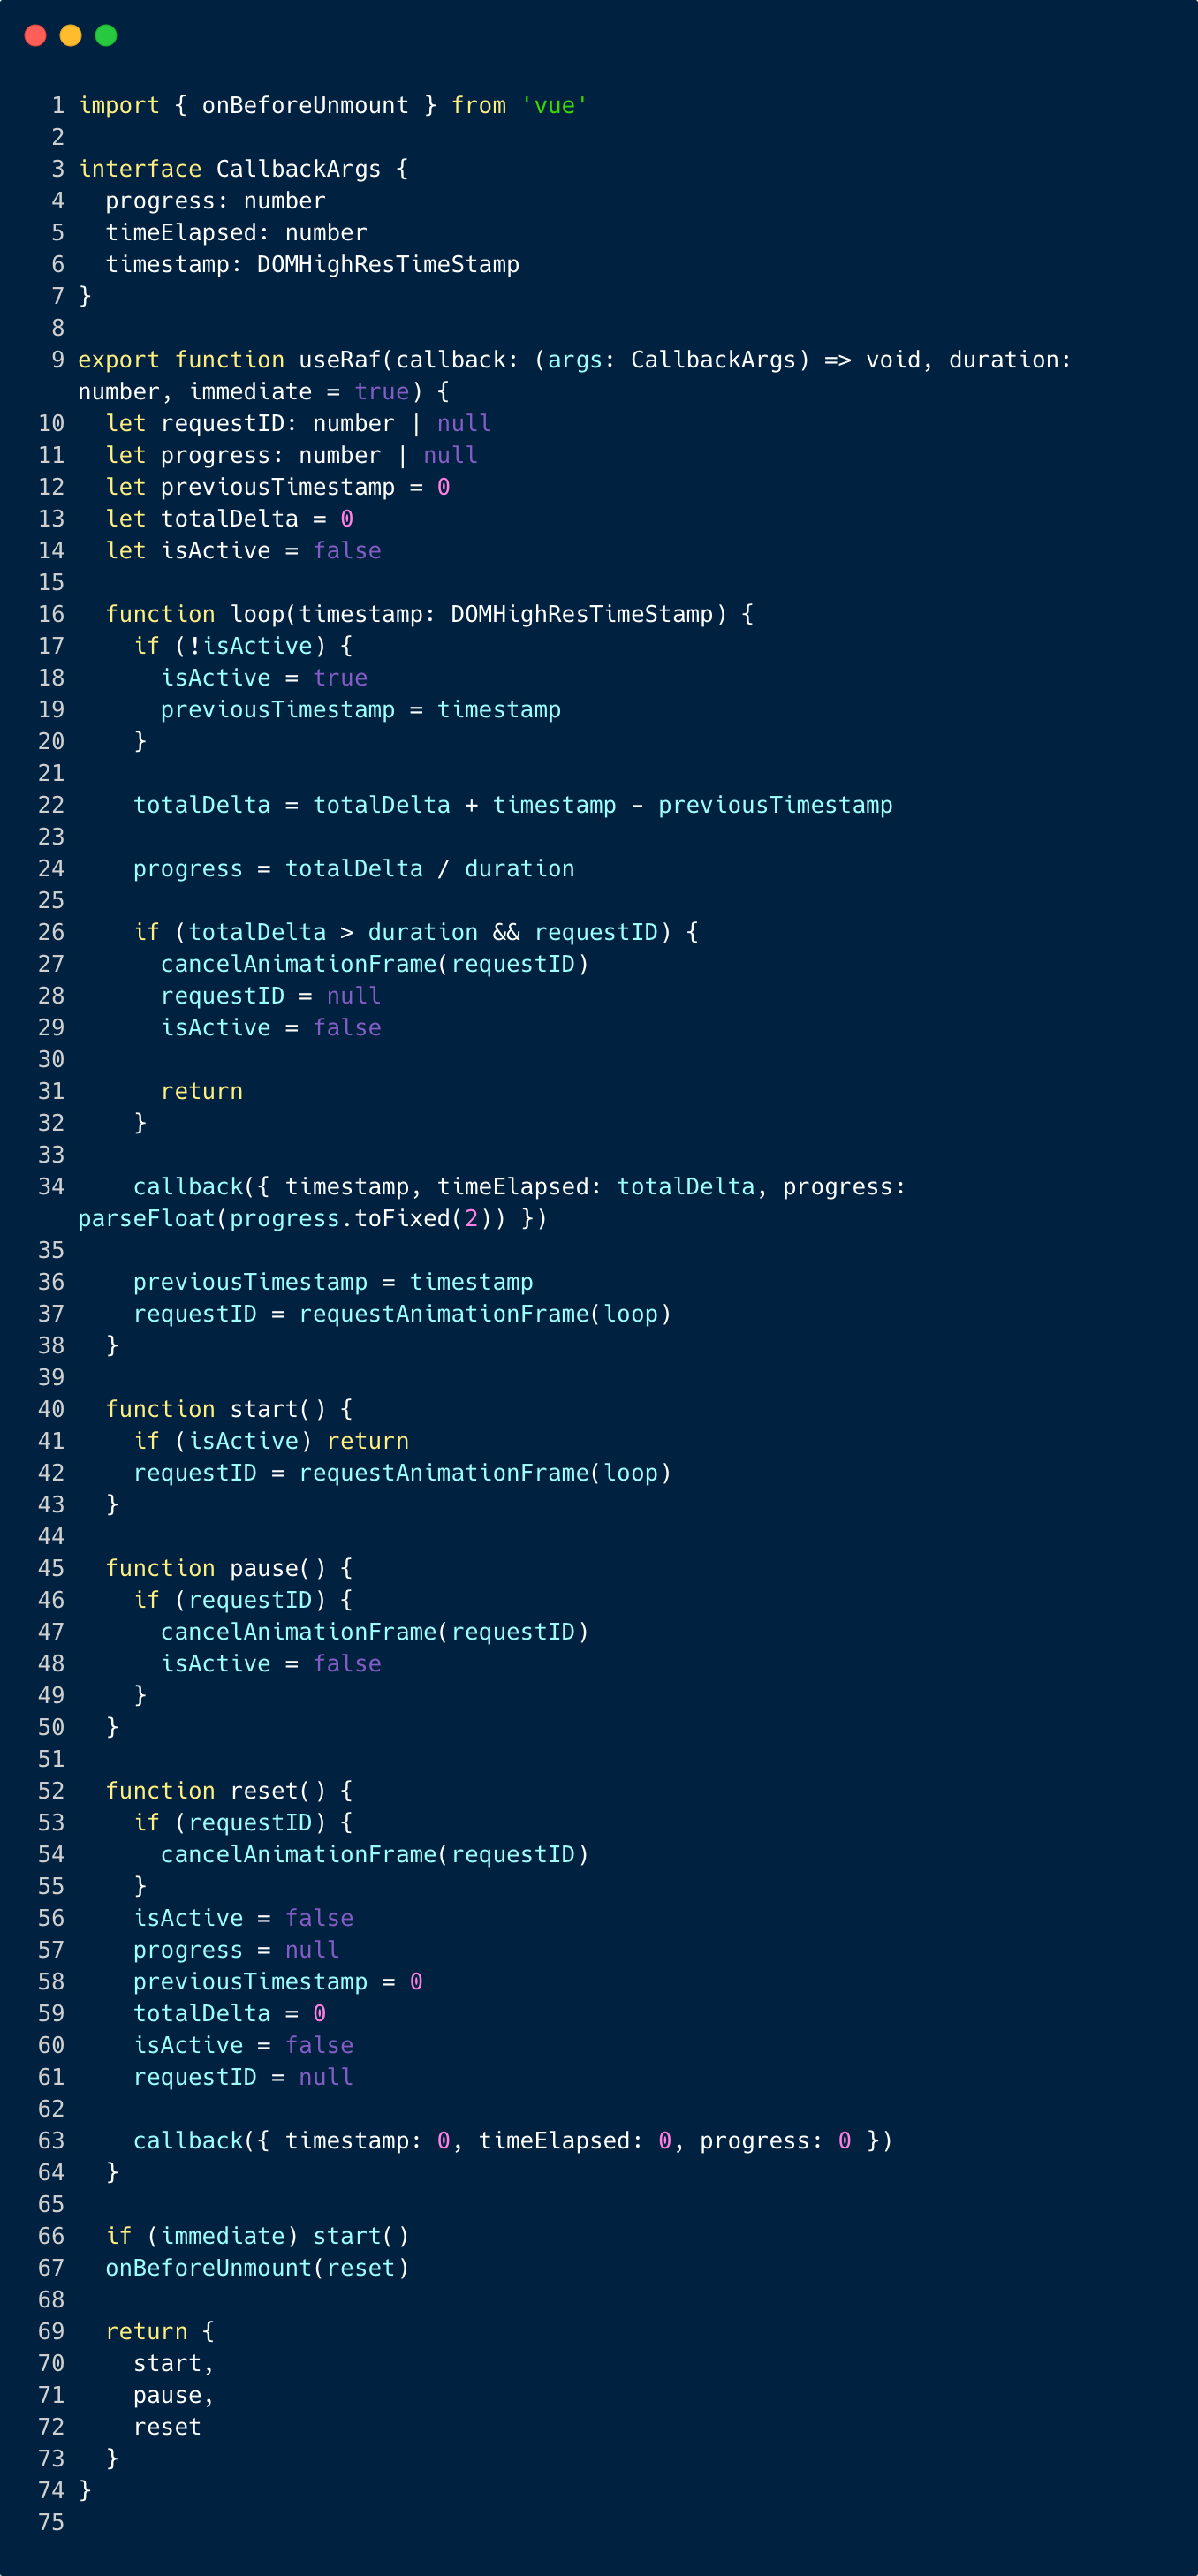 1 import { onBeforeUnmount } from 'vue'
2
3 interface CallbackArgs {
4   progress: number
5   timeElapsed: number
6   timestamp: DOMHighResTimeStamp
7 }
8
9 export function useRaf(callback: (args: CallbackArgs) => void, duration:
number, immediate = true) {
10   let requestID: number | null
11   let progress: number | null
12   let previousTimestamp = 0
13   let totalDelta = 0
14   let isActive = false
15
16   function loop(timestamp: DOMHighResTimeStamp) {
17     if (!isActive) {
18       isActive = true
19       previousTimestamp = timestamp
20     }
21
22     totalDelta = totalDelta + timestamp - previousTimestamp
23
24     progress = totalDelta / duration
25
26     if (totalDelta > duration && requestID) {
27       cancelAnimationFrame(requestID)
28       requestID = null
29       isActive = false
30
31       return
32     }
33
34     callback({ timestamp, timeElapsed: totalDelta, progress:
parseFloat(progress.toFixed(2)) })
35
36     previousTimestamp = timestamp
37     requestID = requestAnimationFrame(loop)
38   }
39
40   function start() {
41     if (isActive) return
42     requestID = requestAnimationFrame(loop)
43   }
44
45   function pause() {
46     if (requestID) {
47       cancelAnimationFrame(requestID)
48       isActive = false
49     }
50   }
51
52   function reset() {
53     if (requestID) {
54       cancelAnimationFrame(requestID)
55     }
56     isActive = false
57     progress = null
58     previousTimestamp = 0
59     totalDelta = 0
60     isActive = false
61     requestID = null
62
63     callback({ timestamp: 0, timeElapsed: 0, progress: 0 })
64   }
65
66   if (immediate) start()
67   onBeforeUnmount(reset)
68
69   return {
70     start,
71     pause,
72     reset
73   }
74 }
75